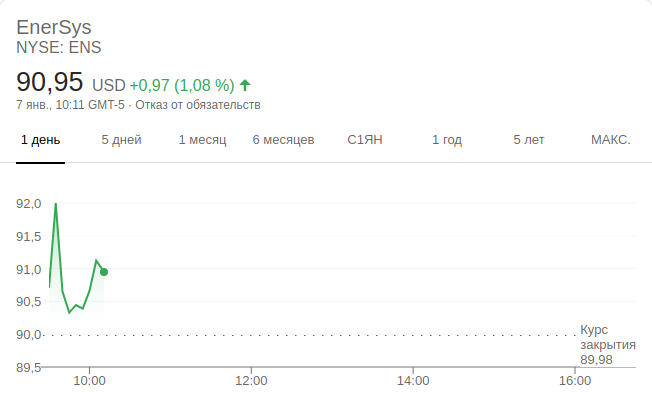 EnerSys
NYSE: ENS
90,95 USD +0,97 (1,08 %)
7 янв., 10:11 GMT-5 · Отказ от обязательств
1 день 5 дней 1 месяц 6 месяцев С1ЯН 1 год 5 лет МАКС.
92,0
91,5
91,0
90,5
90,0
89,5
Курс
закрытия
89,98
10:00 12:00 14:00 16:00